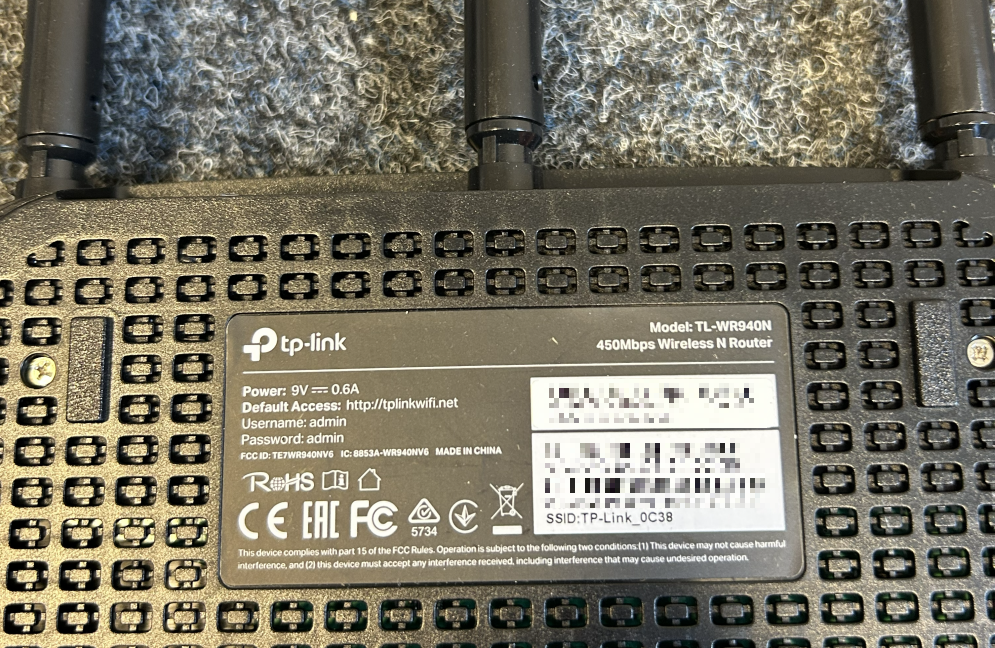 tp-link
Model: TL-WR940N
450Mbps Wireless N Router
Power: 9V ⎓ 0.6A
Default Access: http://tplinkwifi.net
Username: admin
Password: admin
FCC ID: TE7WR940NV6 IC: 8853A-WR940NV6 MADE IN CHINA
RoHS
CE EAC FC
5734
SSID:TP-Link_0C38
This device complies with part 15 of the FCC Rules. Operation is subject to the following two conditions:(1) This device may not cause harmful
interference, and (2) this device must accept any interference received, including interference that may cause undesired operation.